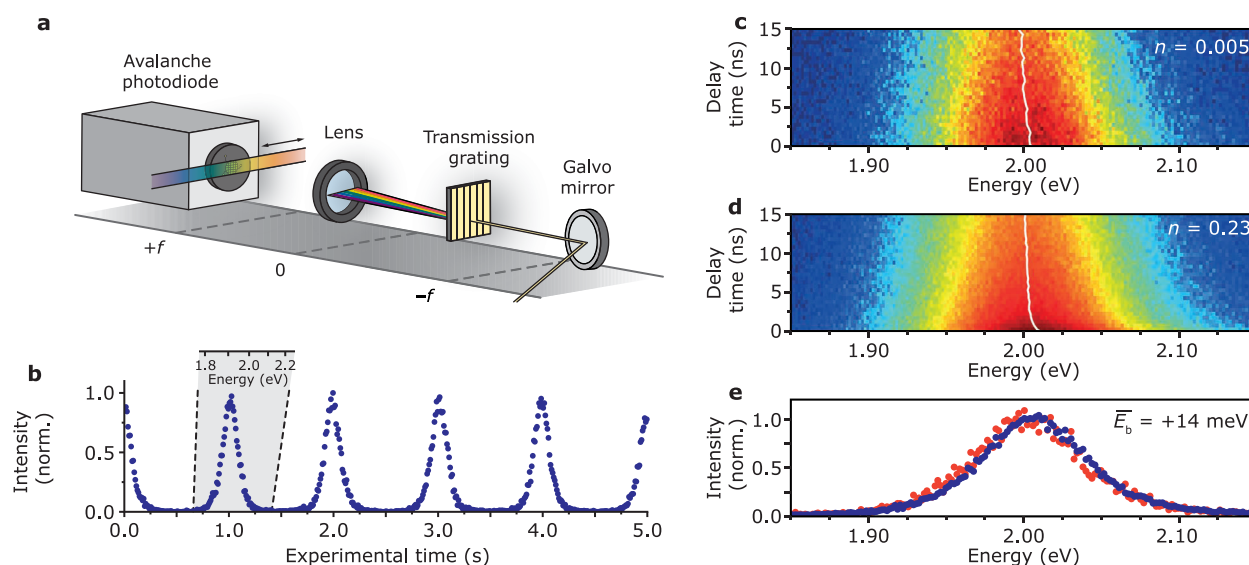 a
Avalanche
photodiode
Lens
Transmission
grating
Galvo
mirror
+f
0
–f
b
1.8 2.0 2.2
Energy (eV)
Intensity
(norm.)
1.0
0.5
0.0
0.0 1.0 2.0 3.0 4.0 5.0
Experimental time (s)
c
Delay
time (ns)
15
10
5
0
n = 0.005
1.90 2.00 2.10
Energy (eV)
d
Delay
time (ns)
15
10
5
0
n = 0.23
1.90 2.00 2.10
Energy (eV)
e
Intensity
(norm.)
1.0
0.5
0.0
E̅b = +14 meV
1.90 2.00 2.10
Energy (eV)